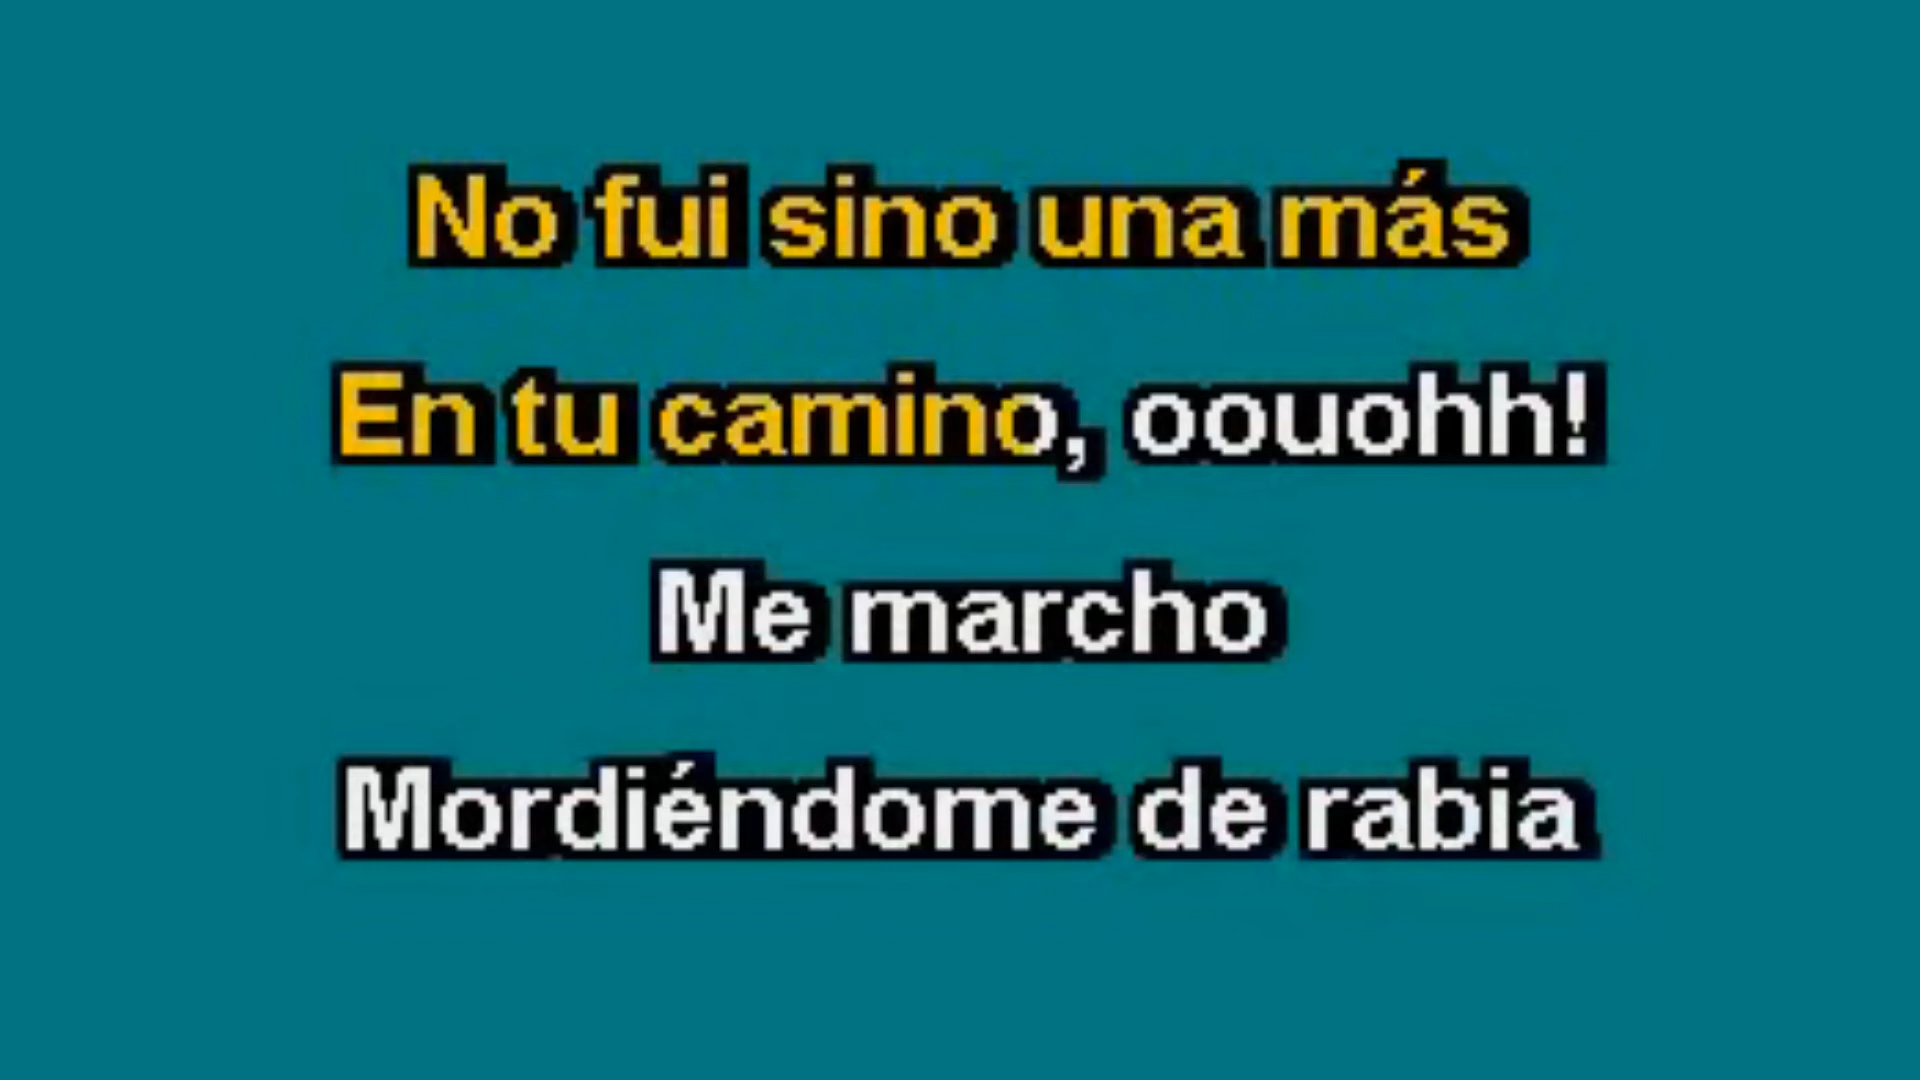 No fui sino una más
En tu camino, oouohh!
Me marcho
Mordiéndome de rabia